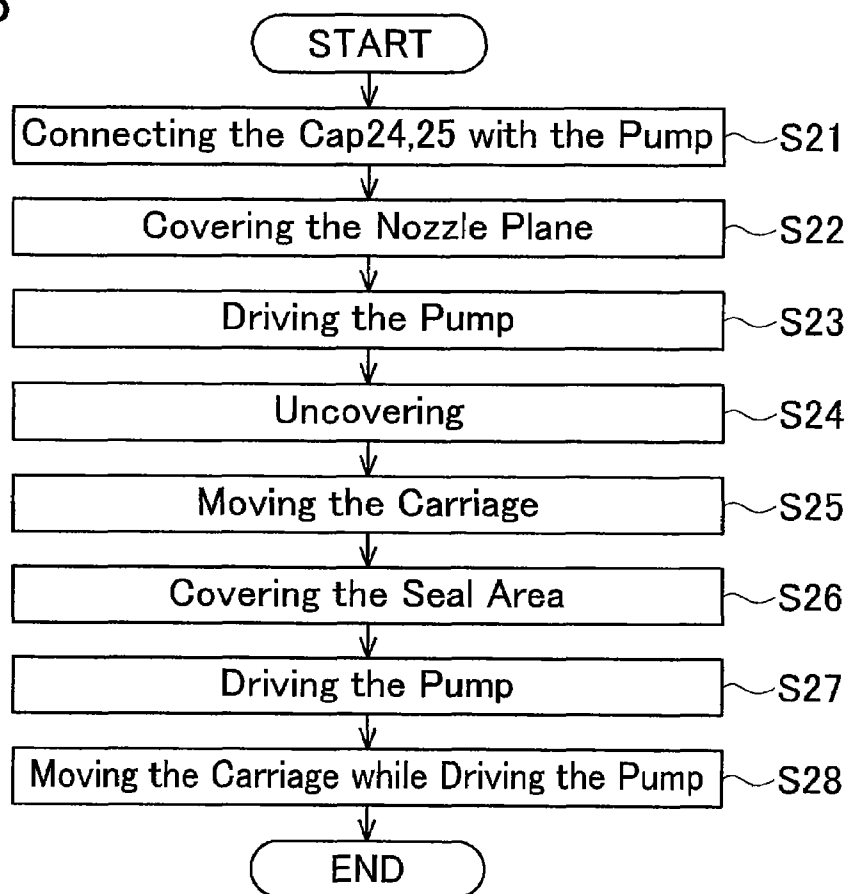 START
Connecting the Cap24,25 with the Pump S21
Covering the Nozzle Plane S22
Driving the Pump S23
Uncovering S24
Moving the Carriage S25
Covering the Seal Area S26
Driving the Pump S27
Moving the Carriage while Driving the Pump S28
END